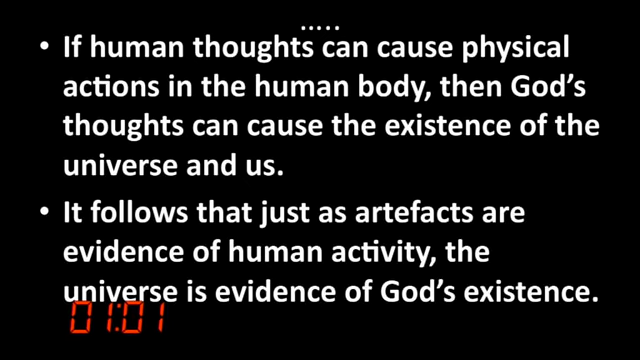 .....
• If human thoughts can cause physical
actions in the human body, then God's
thoughts can cause the existence of the
universe and us.
• It follows that just as artefacts are
evidence of human activity, the
universe is evidence of God's existence.
01:01